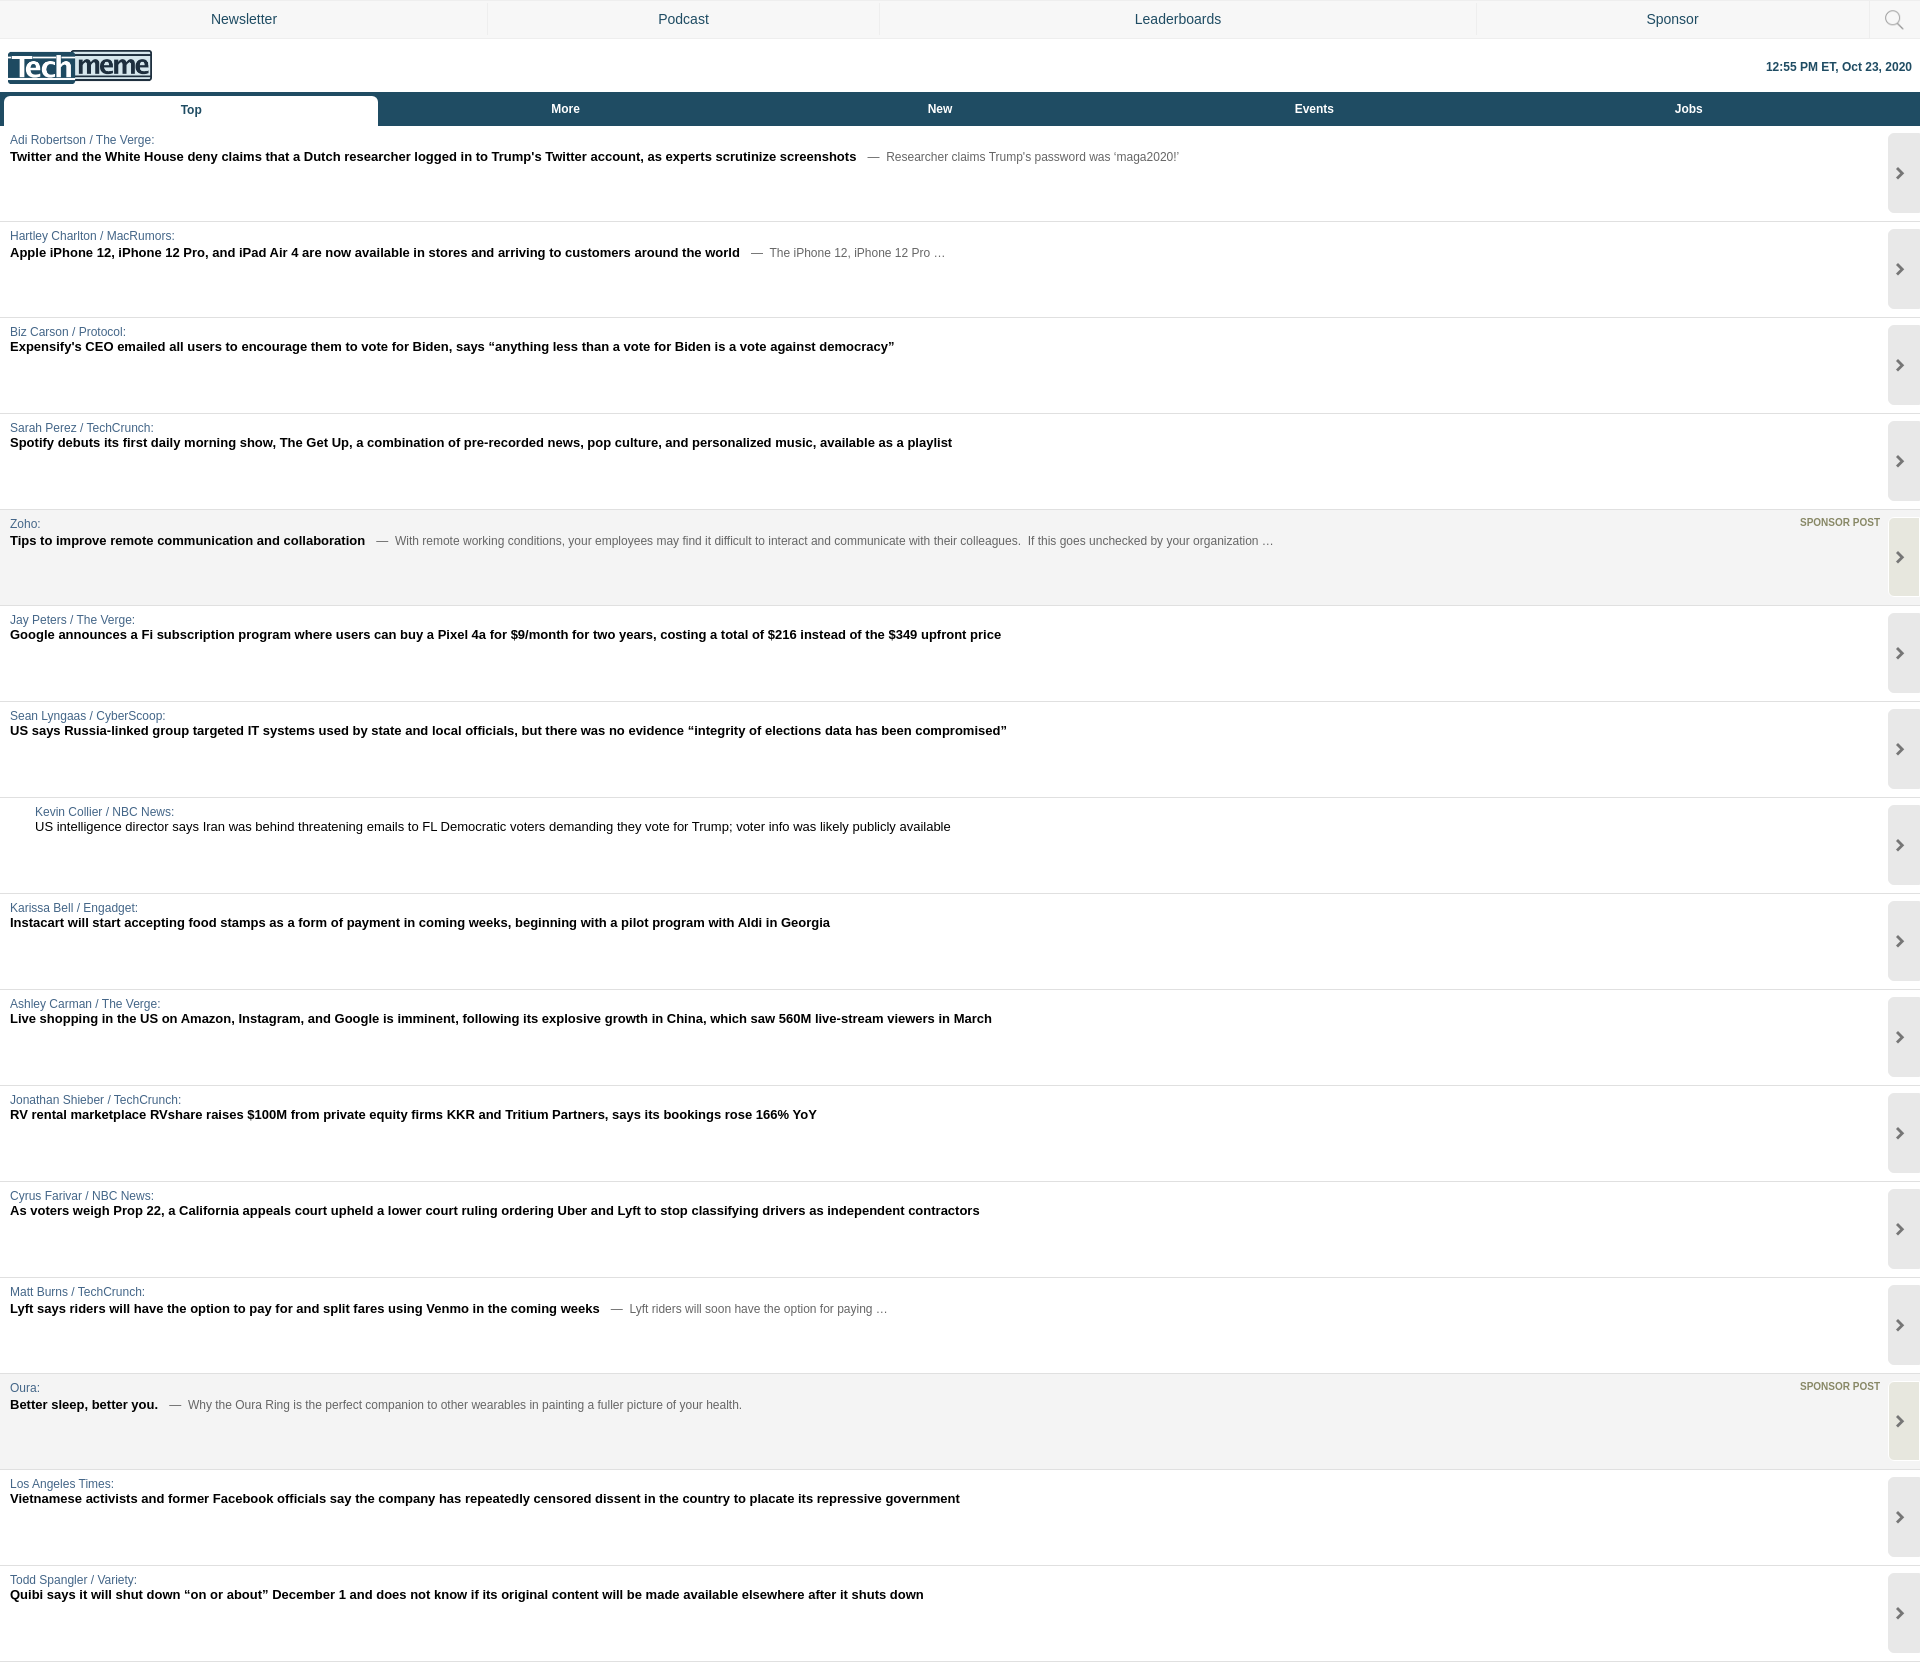 Newsletter
Podcast
Leaderboards
Sponsor
Techmeme
12:55 PM ET, Oct 23, 2020
Top
More
New
Events
Jobs
Adi Robertson / The Verge:
Twitter and the White House deny claims that a Dutch researcher logged in to Trump's Twitter account, as experts scrutinize screenshots — Researcher claims Trump's password was ‘maga2020!’
Hartley Charlton / MacRumors:
Apple iPhone 12, iPhone 12 Pro, and iPad Air 4 are now available in stores and arriving to customers around the world — The iPhone 12, iPhone 12 Pro …
Biz Carson / Protocol:
Expensify's CEO emailed all users to encourage them to vote for Biden, says “anything less than a vote for Biden is a vote against democracy”
Sarah Perez / TechCrunch:
Spotify debuts its first daily morning show, The Get Up, a combination of pre-recorded news, pop culture, and personalized music, available as a playlist
Zoho:
SPONSOR POST
Tips to improve remote communication and collaboration — With remote working conditions, your employees may find it difficult to interact and communicate with their colleagues. If this goes unchecked by your organization …
Jay Peters / The Verge:
Google announces a Fi subscription program where users can buy a Pixel 4a for $9/month for two years, costing a total of $216 instead of the $349 upfront price
Sean Lyngaas / CyberScoop:
US says Russia-linked group targeted IT systems used by state and local officials, but there was no evidence “integrity of elections data has been compromised”
Kevin Collier / NBC News:
US intelligence director says Iran was behind threatening emails to FL Democratic voters demanding they vote for Trump; voter info was likely publicly available
Karissa Bell / Engadget:
Instacart will start accepting food stamps as a form of payment in coming weeks, beginning with a pilot program with Aldi in Georgia
Ashley Carman / The Verge:
Live shopping in the US on Amazon, Instagram, and Google is imminent, following its explosive growth in China, which saw 560M live-stream viewers in March
Jonathan Shieber / TechCrunch:
RV rental marketplace RVshare raises $100M from private equity firms KKR and Tritium Partners, says its bookings rose 166% YoY
Cyrus Farivar / NBC News:
As voters weigh Prop 22, a California appeals court upheld a lower court ruling ordering Uber and Lyft to stop classifying drivers as independent contractors
Matt Burns / TechCrunch:
Lyft says riders will have the option to pay for and split fares using Venmo in the coming weeks — Lyft riders will soon have the option for paying …
Oura:
SPONSOR POST
Better sleep, better you. — Why the Oura Ring is the perfect companion to other wearables in painting a fuller picture of your health.
Los Angeles Times:
Vietnamese activists and former Facebook officials say the company has repeatedly censored dissent in the country to placate its repressive government
Todd Spangler / Variety:
Quibi says it will shut down “on or about” December 1 and does not know if its original content will be made available elsewhere after it shuts down